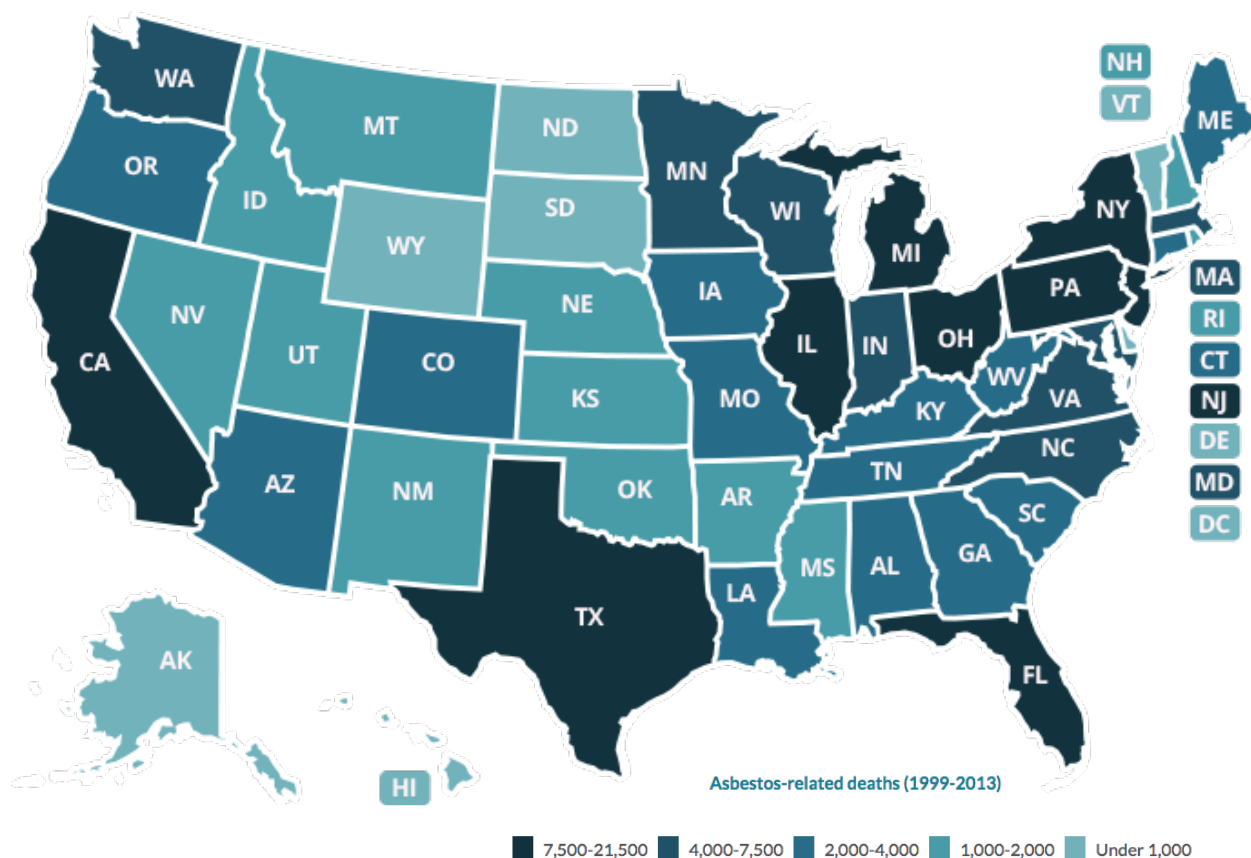 NH
VT
WA
MT
ND
ME
OR
MN
ID
SD
WI
NY
WY
MI
MA
PA
NV
NE
IA
RI
CA
UT
CO
IL
IN
OH
CT
WV
KS
MO
KY
VA
NJ
DE
NC
AZ
NM
OK
AR
TN
MD
SC
DC
MS
AL
GA
LA
TX
AK
FL
HI
Asbestos-related deaths (1999-2013)
7,500-21,500 4,000-7,500 2,000-4,000 1,000-2,000 Under 1,000